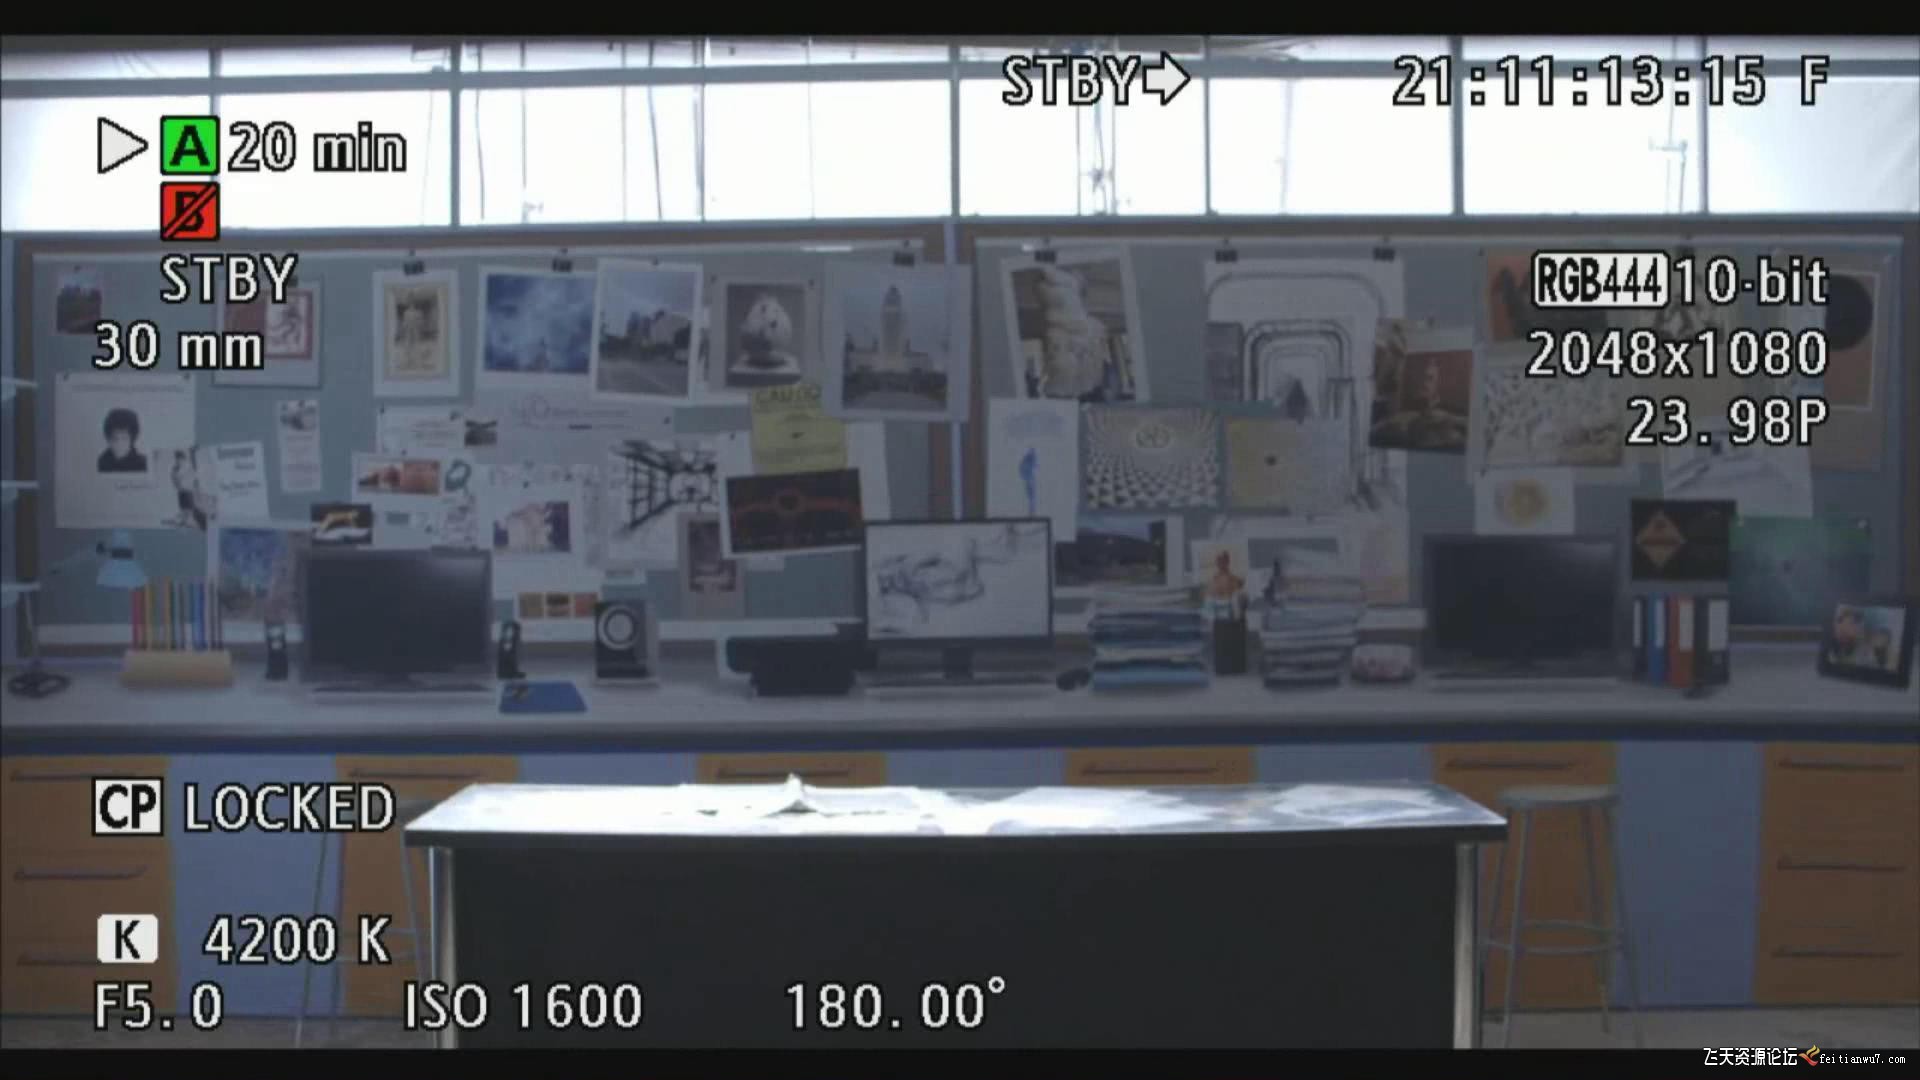 STBY
21:11:13:15 F
A 20 min
B
STBY
30 mm
RGB444 10-bit
2048x1080
23.98P
CAUTION
CP LOCKED
K 4200 K
F5.0 ISO 1600 180.00°
飞天资源论坛 feitianwu7.com